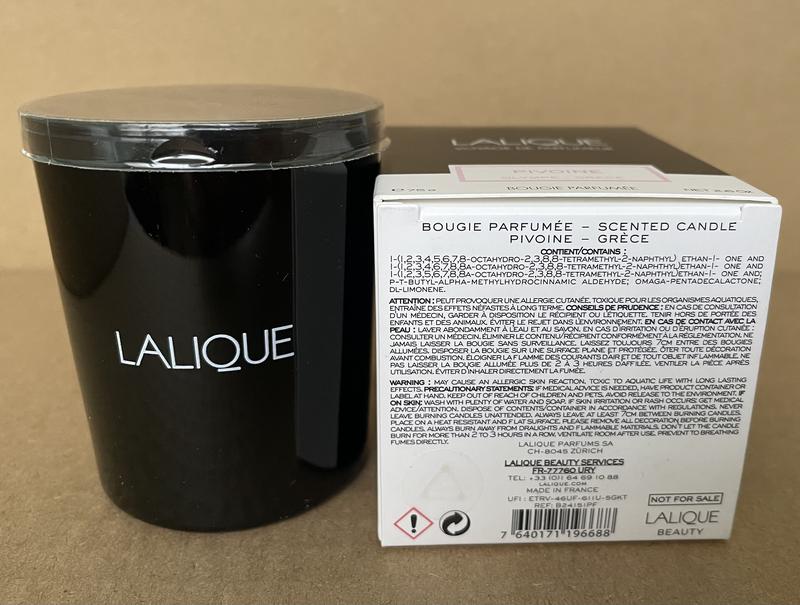 LALIQUE
LALIQUE
PIVOINE
75 g
BOUGIE PARFUMÉE
BOUGIE PARFUMÉE – SCENTED CANDLE
PIVOINE – GRÈCE
CONTIENT/CONTAINS :
1-(1,2,3,4,5,6,7,8-OCTAHYDRO-2,3,8,8-TETRAMETHYL-2-NAPHTHYL) ETHAN-1- ONE AND
1-(1,2,3,4,6,7,8,8A-OCTAHYDRO-2,3,8,8-TETRAMETHYL-2-NAPHTHYL)ETHAN-1- ONE AND
1-(1,2,3,5,6,7,8,8A-OCTAHYDRO-2,3,8,8-TETRAMETHYL-2-NAPHTHYL)ETHAN-1- ONE AND;
P-T-BUTYL-ALPHA-METHYLHYDROCINNAMIC ALDEHYDE; OMAGA-PENTADECALACTONE;
DL-LIMONENE.
ATTENTION : PEUT PROVOQUER UNE ALLERGIE CUTANÉE. TOXIQUE POUR LES ORGANISMES AQUATIQUES,
ENTRAÎNE DES EFFETS NÉFASTES À LONG TERME. CONSEILS DE PRUDENCE : EN CAS DE CONSULTATION
D'UN MÉDECIN, GARDER À DISPOSITION LE RÉCIPIENT OU L'ÉTIQUETTE. TENIR HORS DE PORTÉE DES
ENFANTS ET DES ANIMAUX. ÉVITER LE REJET DANS L'ENVIRONNEMENT. EN CAS DE CONTACT AVEC LA
PEAU : LAVER ABONDAMMENT À L'EAU ET AU SAVON. EN CAS D'IRRITATION OU D'ÉRUPTION CUTANÉE :
CONSULTER UN MÉDECIN. ÉLIMINER LE CONTENU/RÉCIPIENT CONFORMÉMENT À LA RÉGLEMENTATION. NE
JAMAIS LAISSER LA BOUGIE SANS SURVEILLANCE. LAISSEZ TOUJOURS 7CM ENTRE DES BOUGIES
ALLUMÉES. DISPOSER LA BOUGIE SUR UNE SURFACE PLANE ET PROTÉGÉE. ÔTER TOUTE DÉCORATION
AVANT COMBUSTION. ÉLOIGNER LA FLAMME DES COURANTS D'AIR ET DE TOUT OBJET INFLAMMABLE. NE
PAS LAISSER LA BOUGIE ALLUMÉE PLUS DE 2 À 3 HEURES D'AFFILÉE. VENTILER LA PIÈCE APRÈS
UTILISATION. ÉVITER D'INHALER DIRECTEMENT LA FUMÉE.
WARNING : MAY CAUSE AN ALLERGIC SKIN REACTION. TOXIC TO AQUATIC LIFE WITH LONG LASTING
EFFECTS. PRECAUTIONARY STATEMENTS: IF MEDICAL ADVICE IS NEEDED, HAVE PRODUCT CONTAINER OR
LABEL AT HAND. KEEP OUT OF REACH OF CHILDREN AND PETS. AVOID RELEASE TO THE ENVIRONMENT. IF
ON SKIN: WASH WITH PLENTY OF WATER AND SOAP. IF SKIN IRRITATION OR RASH OCCURS: GET MEDICAL
ADVICE/ATTENTION. DISPOSE OF CONTENTS/CONTAINER IN ACCORDANCE WITH REGULATIONS. NEVER
LEAVE BURNING CANDLES UNATTENDED. ALWAYS LEAVE AT LEAST 7CM BETWEEN BURNING CANDLES.
PLACE ON A HEAT RESISTANT AND FLAT SURFACE. PLEASE REMOVE ALL DECORATION BEFORE BURNING
CANDLES. ALWAYS BURN AWAY FROM DRAUGHTS AND FLAMMABLE MATERIALS. DON'T LET THE CANDLE
BURN FOR MORE THAN 2 TO 3 HOURS IN A ROW. VENTILATE ROOM AFTER USE. PREVENT TO BREATHING
FUMES DIRECTLY.
LALIQUE PARFUMS SA
CH-8045 ZÜRICH
LALIQUE BEAUTY SERVICES
FR-77760 URY
TEL: +33 (0)1 64 69 10 88
LALIQUE.COM
MADE IN FRANCE
UFI : ETRV-46UF-611U-5GKT
REF: B24151PF
7 640171 196688
NOT FOR SALE
LALIQUE
BEAUTY